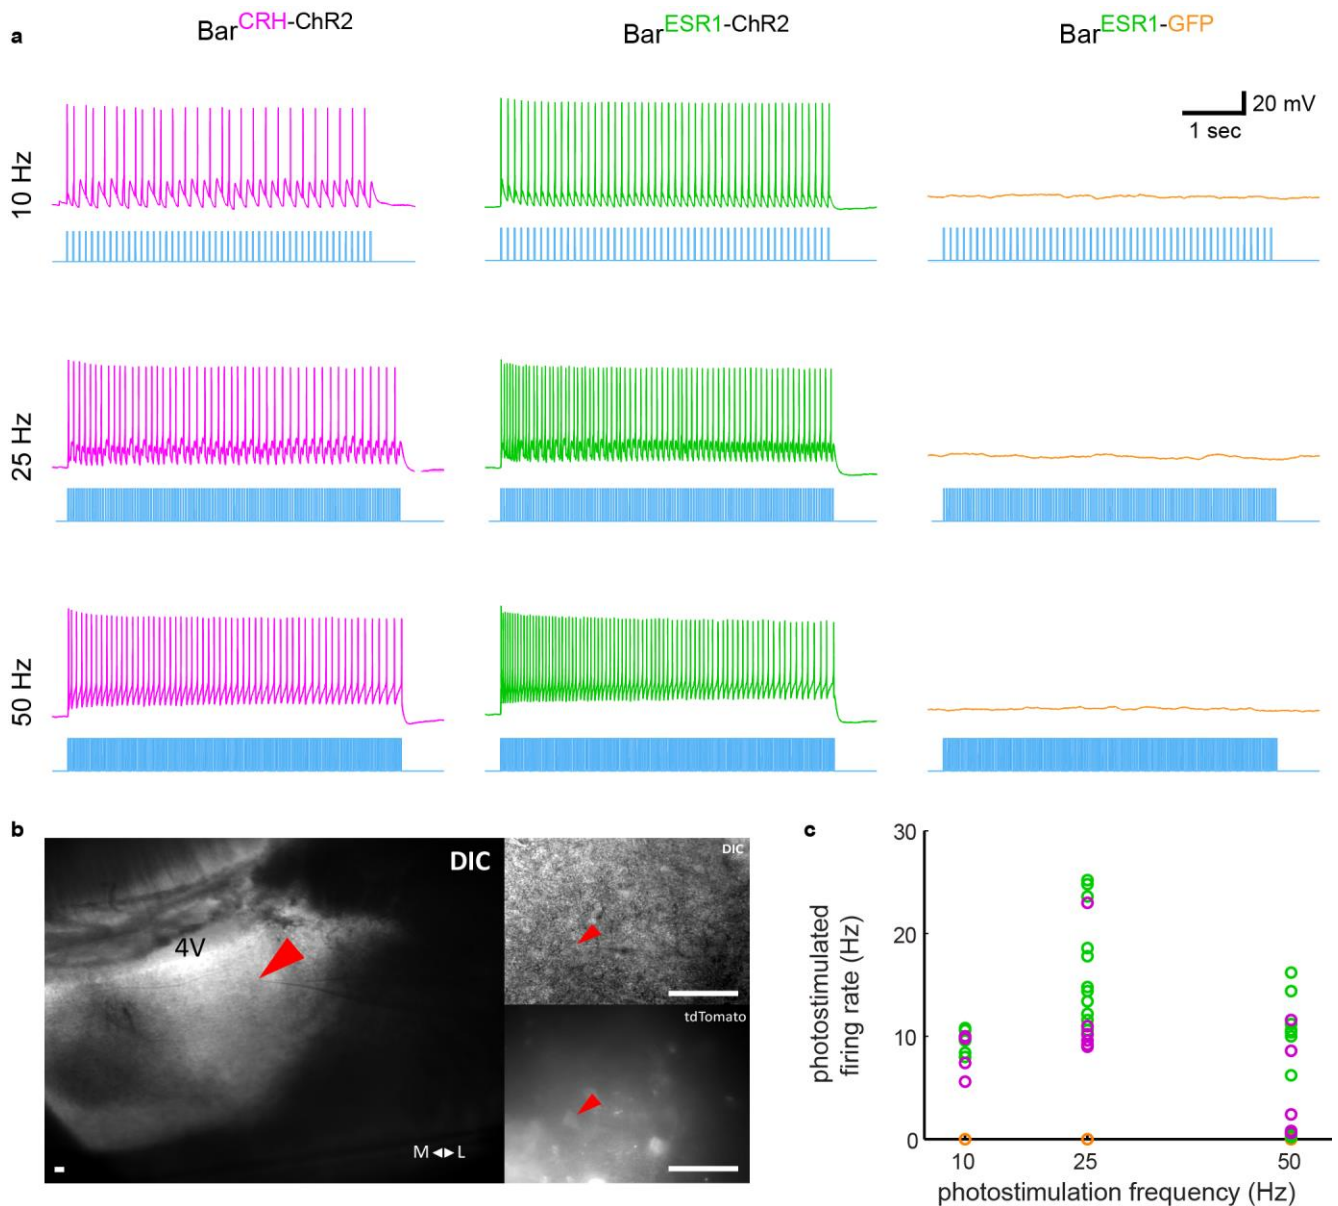 a
Bar^CRH-ChR2
Bar^ESR1-ChR2
Bar^ESR1-GFP
20 mV
1 sec
10 Hz
25 Hz
50 Hz
b
DIC
4V
M ◂▸ L
DIC
tdTomato
c
30
20
10
0
photostimulated
firing rate (Hz)
10 25 50
photostimulation frequency (Hz)